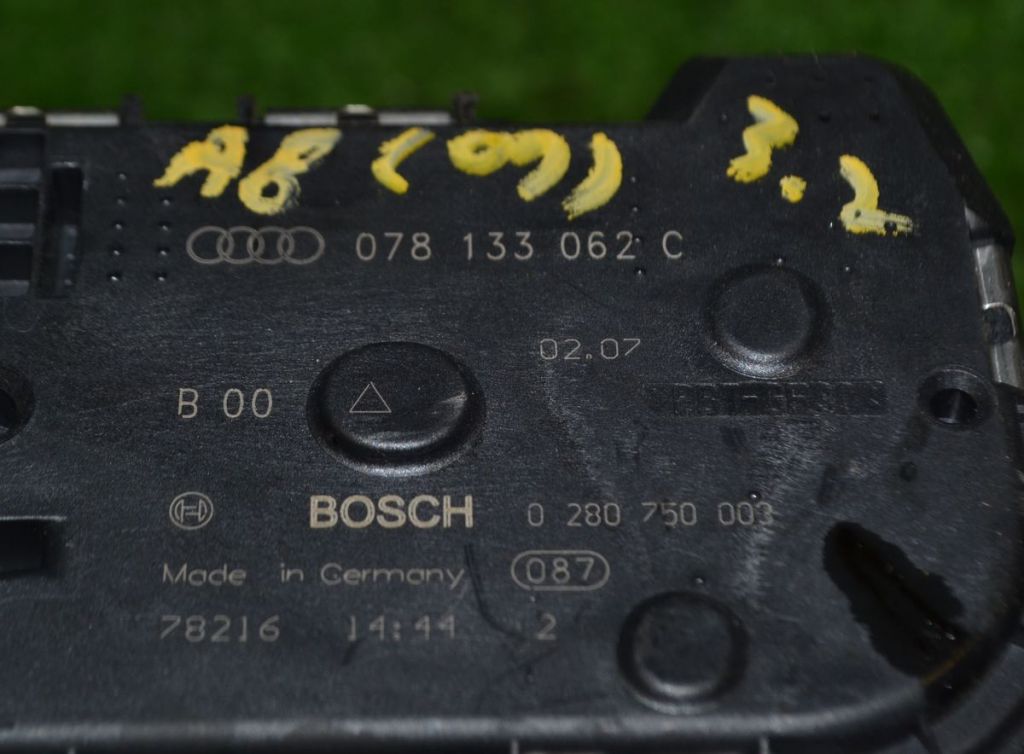 A6 (01) 3.2
078 133 062 C
02.07
B 00
BOSCH 0 280 750 003
Made in Germany 087
78216 14:44 2